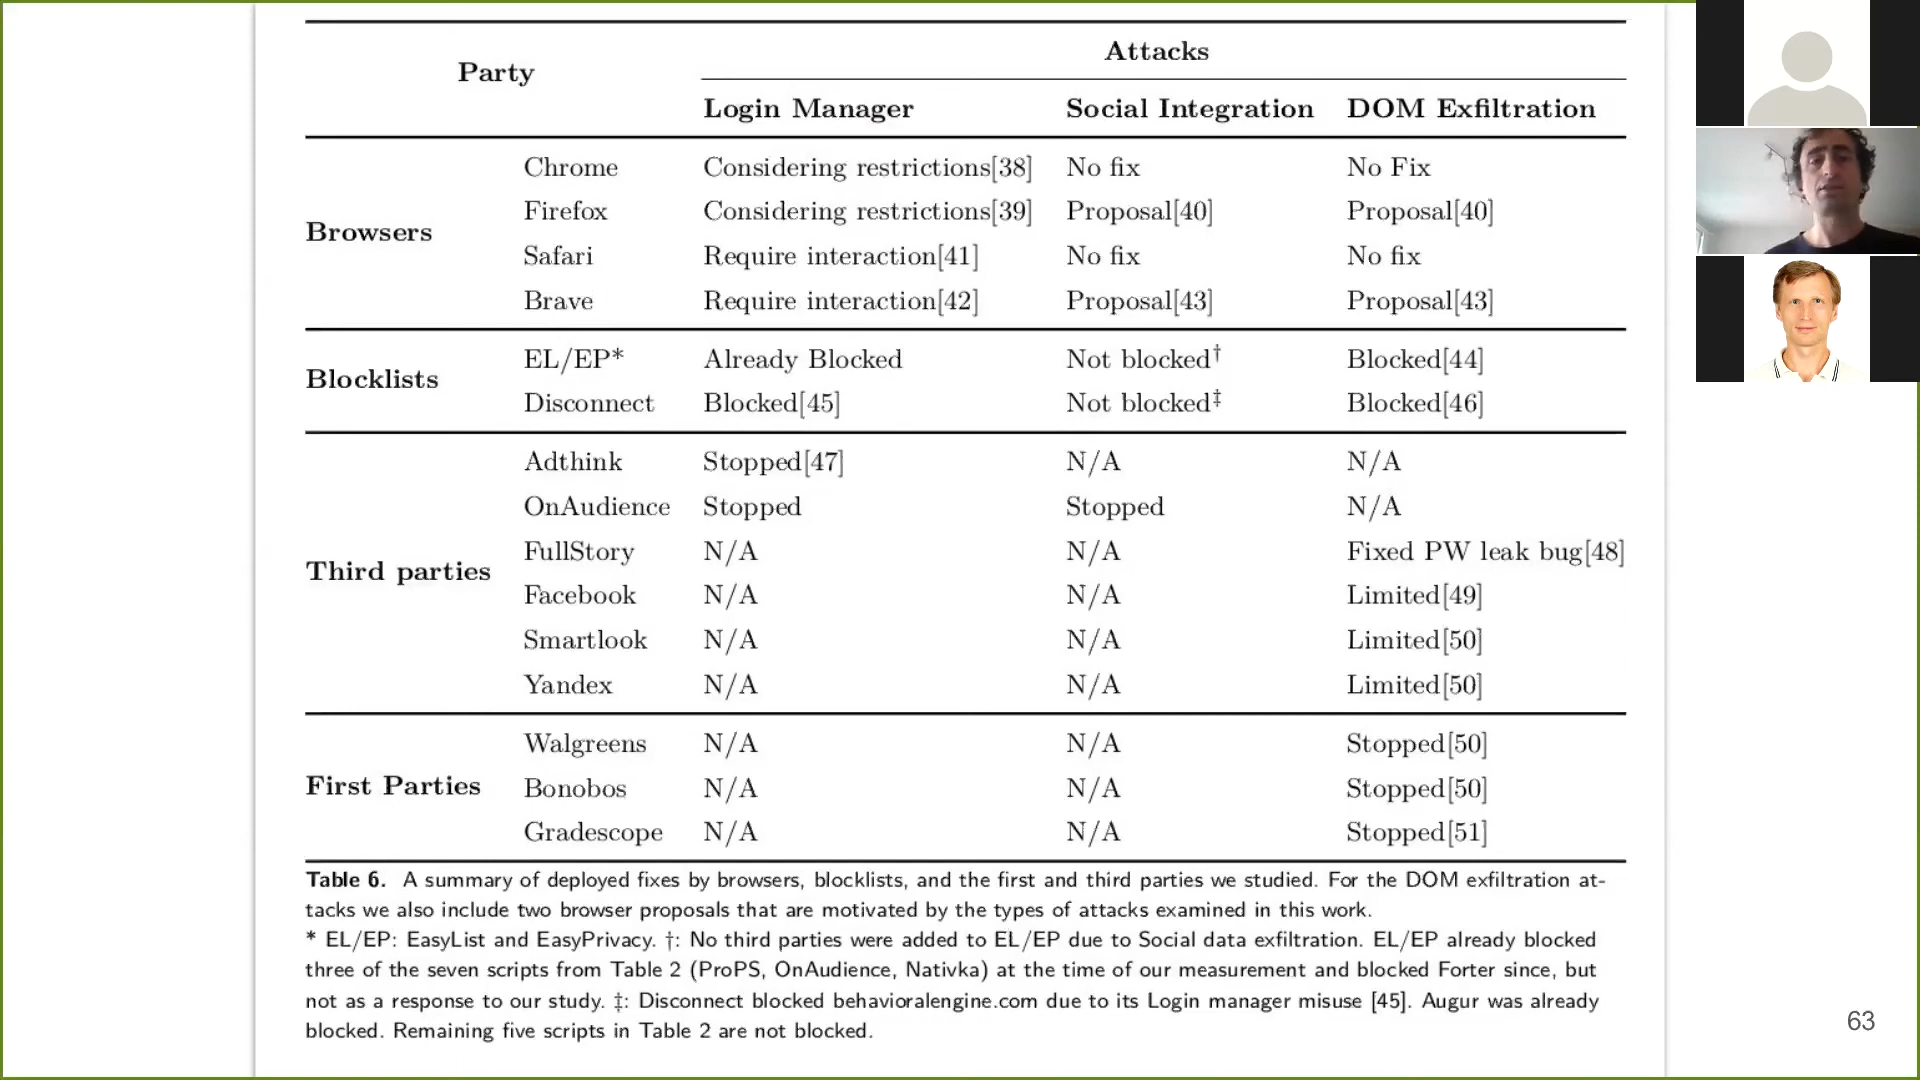 Party Attacks
Login Manager Social Integration DOM Exfiltration
Browsers
Chrome Considering restrictions[38] No fix No Fix
Firefox Considering restrictions[39] Proposal[40] Proposal[40]
Safari Require interaction[41] No fix No fix
Brave Require interaction[42] Proposal[43] Proposal[43]
Blocklists
EL/EP* Already Blocked Not blocked† Blocked[44]
Disconnect Blocked[45] Not blocked‡ Blocked[46]
Third parties
Adthink Stopped[47] N/A N/A
OnAudience Stopped Stopped N/A
FullStory N/A N/A Fixed PW leak bug[48]
Facebook N/A N/A Limited[49]
Smartlook N/A N/A Limited[50]
Yandex N/A N/A Limited[50]
First Parties
Walgreens N/A N/A Stopped[50]
Bonobos N/A N/A Stopped[50]
Gradescope N/A N/A Stopped[51]
Table 6. A summary of deployed fixes by browsers, blocklists, and the first and third parties we studied. For the DOM exfiltration at-
tacks we also include two browser proposals that are motivated by the types of attacks examined in this work.
* EL/EP: EasyList and EasyPrivacy. †: No third parties were added to EL/EP due to Social data exfiltration. EL/EP already blocked
three of the seven scripts from Table 2 (ProPS, OnAudience, Nativka) at the time of our measurement and blocked Forter since, but
not as a response to our study. ‡: Disconnect blocked behavioralengine.com due to its Login manager misuse [45]. Augur was already
blocked. Remaining five scripts in Table 2 are not blocked.
63